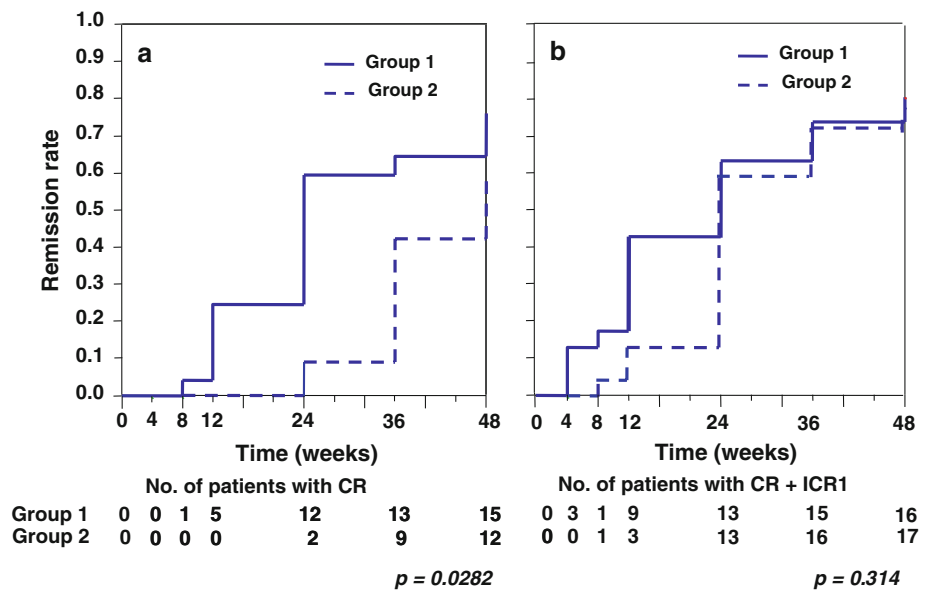 1.0
0.9
0.8
0.7
0.6
0.5
0.4
0.3
0.2
0.1
0.0
Remission rate
a
Group 1
Group 2
0 4 8 12 24 36 48
Time (weeks)
No. of patients with CR
Group 1 0 0 1 5 12 13 15
Group 2 0 0 0 0 2 9 12
p = 0.0282
b
Group 1
Group 2
0 4 8 12 24 36 48
Time (weeks)
No. of patients with CR + ICR1
0 3 1 9 13 15 16
0 0 1 3 13 16 17
p = 0.314